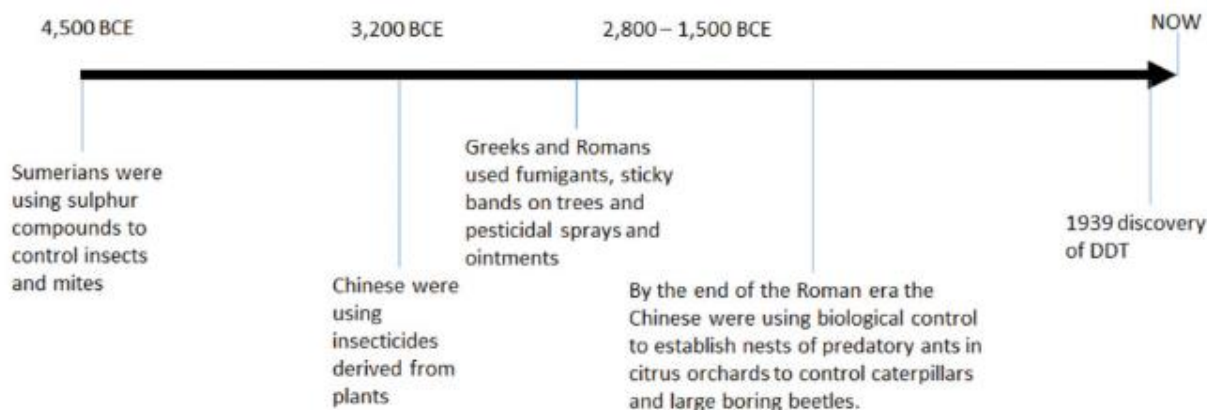 4,500 BCE
3,200 BCE
2,800 – 1,500 BCE
NOW
Sumerians were
using sulphur
compounds to
control insects
and mites
Chinese were
using
insecticides
derived from
plants
Greeks and Romans
used fumigants, sticky
bands on trees and
pesticidal sprays and
ointments
By the end of the Roman era the
Chinese were using biological control
to establish nests of predatory ants in
citrus orchards to control caterpillars
and large boring beetles.
1939 discovery
of DDT